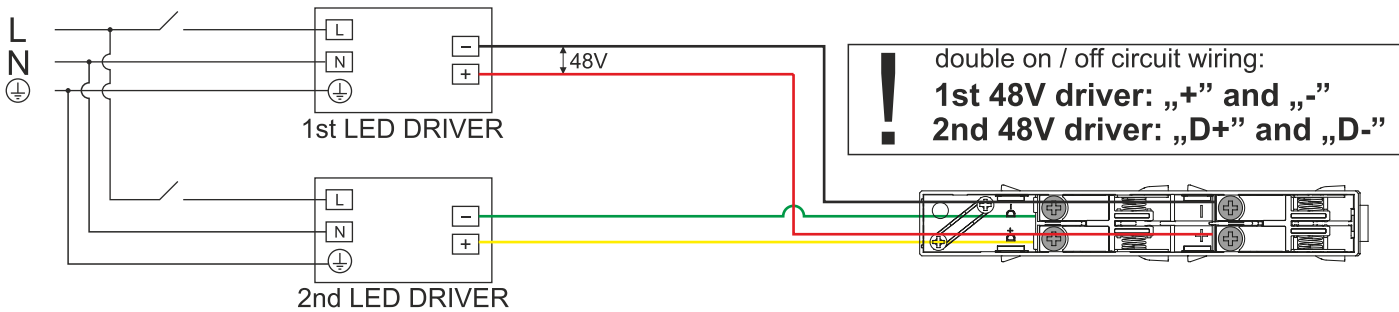 L
N
L
N
−
+
48V
1st LED DRIVER
! double on / off circuit wiring:
1st 48V driver: „+” and „-”
2nd 48V driver: „D+” and „D-”
L
N
−
+
2nd LED DRIVER
D-
D+
-
+